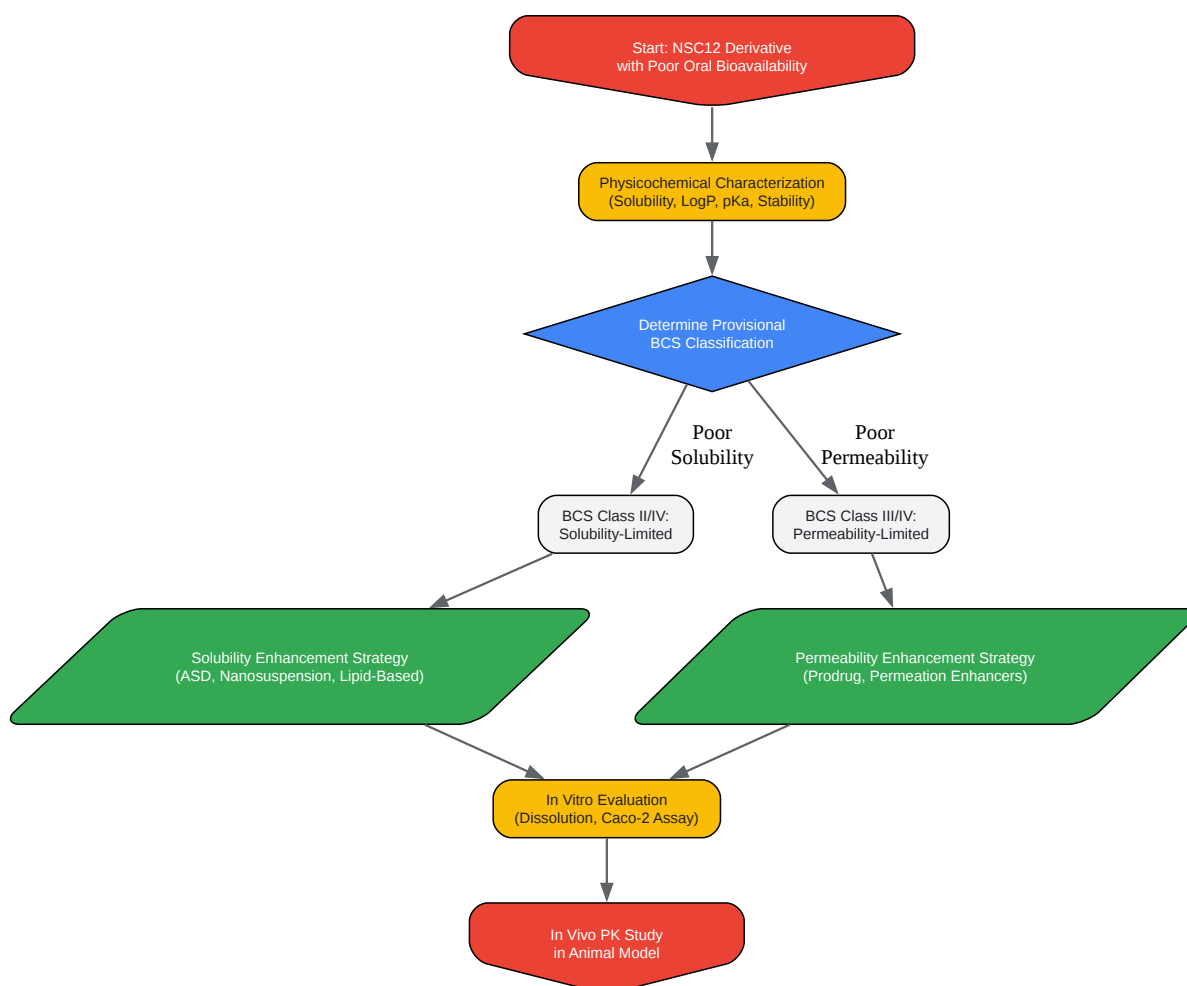 Start: NSC12 Derivative
with Poor Oral Bioavailability
Physicochemical Characterization
(Solubility, LogP, pKa, Stability)
Determine Provisional
BCS Classification
Poor
Solubility
Poor
Permeability
BCS Class II/IV:
Solubility-Limited
BCS Class III/IV:
Permeability-Limited
Solubility Enhancement Strategy
(ASD, Nanosuspension, Lipid-Based)
Permeability Enhancement Strategy
(Prodrug, Permeation Enhancers)
In Vitro Evaluation
(Dissolution, Caco-2 Assay)
In Vivo PK Study
in Animal Model